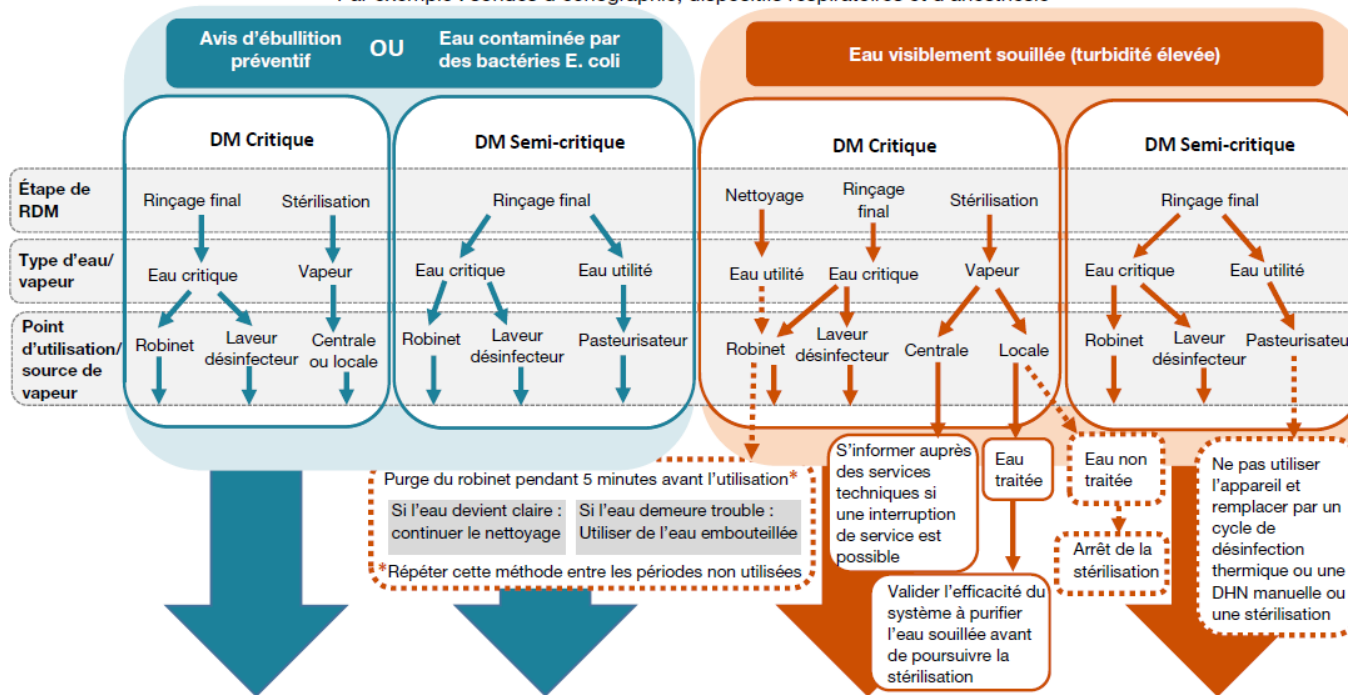 Par exemple : sondes d'échographie, dispositifs respiratoires et d'anesthésie
Avis d'ébullition
préventif
OU
Eau contaminée par
des bactéries E. coli
Eau visiblement souillée (turbidité élevée)
DM Critique
DM Semi-critique
DM Critique
DM Semi-critique
Étape de
RDM
Rinçage final
Stérilisation
Rinçage final
Nettoyage
Rinçage
final
Stérilisation
Rinçage final
Type d'eau/
vapeur
Eau critique
Vapeur
Eau critique
Eau utilité
Eau utilité
Eau critique
Vapeur
Eau critique
Eau utilité
Point
d'utilisation/
source de
vapeur
Robinet
Laveur
désinfecteur
Centrale
ou locale
Robinet
Laveur
désinfecteur
Pasteurisateur
Robinet
Laveur
désinfecteur
Centrale
Locale
Robinet
Laveur
désinfecteur
Pasteurisateur
Purge du robinet pendant 5 minutes avant l'utilisation*
Si l'eau devient claire :
continuer le nettoyage
Si l'eau demeure trouble :
Utiliser de l'eau embouteillée
*Répéter cette méthode entre les périodes non utilisées
S'informer auprès
des services
techniques si
une interruption
de service est
possible
Eau
traitée
Valider l'efficacité du
système à purifier
l'eau souillée avant
de poursuivre la
stérilisation
Eau non
traitée
Arrêt de la
stérilisation
Ne pas utiliser
l'appareil et
remplacer par un
cycle de
désinfection
thermique ou une
DHN manuelle ou
une stérilisation